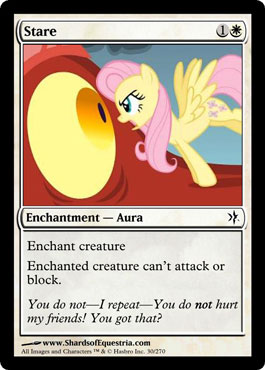 Stare 1
Enchantment — Aura
Enchant creature
Enchanted creature can't attack or
block.
You do not—I repeat—You do not hurt
my friends! You got that?
www.ShardsofEquestria.com
All Images and Characters ™ & © Hasbro Inc. 30/270